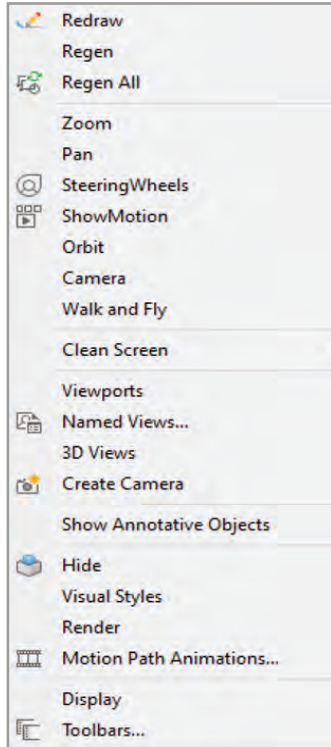 Redraw
Regen
Regen All
Zoom
Pan
SteeringWheels
ShowMotion
Orbit
Camera
Walk and Fly
Clean Screen
Viewports
Named Views...
3D Views
Create Camera
Show Annotative Objects
Hide
Visual Styles
Render
Motion Path Animations...
Display
Toolbars...